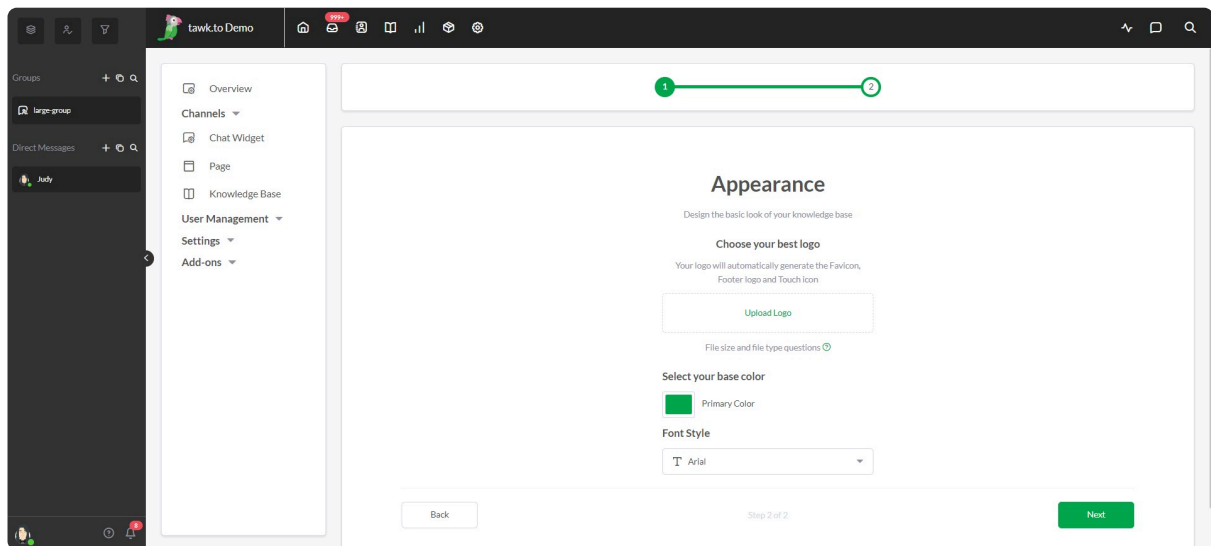 tawk.to Demo
999+
Groups
large-group
Direct Messages
Judy
8
Overview
Channels
Chat Widget
Page
Knowledge Base
User Management
Settings
Add-ons
1
2
Appearance
Design the basic look of your knowledge base
Choose your best logo
Your logo will automatically generate the Favicon,
Footer logo and Touch icon
Upload Logo
File size and file type questions
Select your base color
Primary Color
Font Style
T Arial
Back
Step 2 of 2
Next